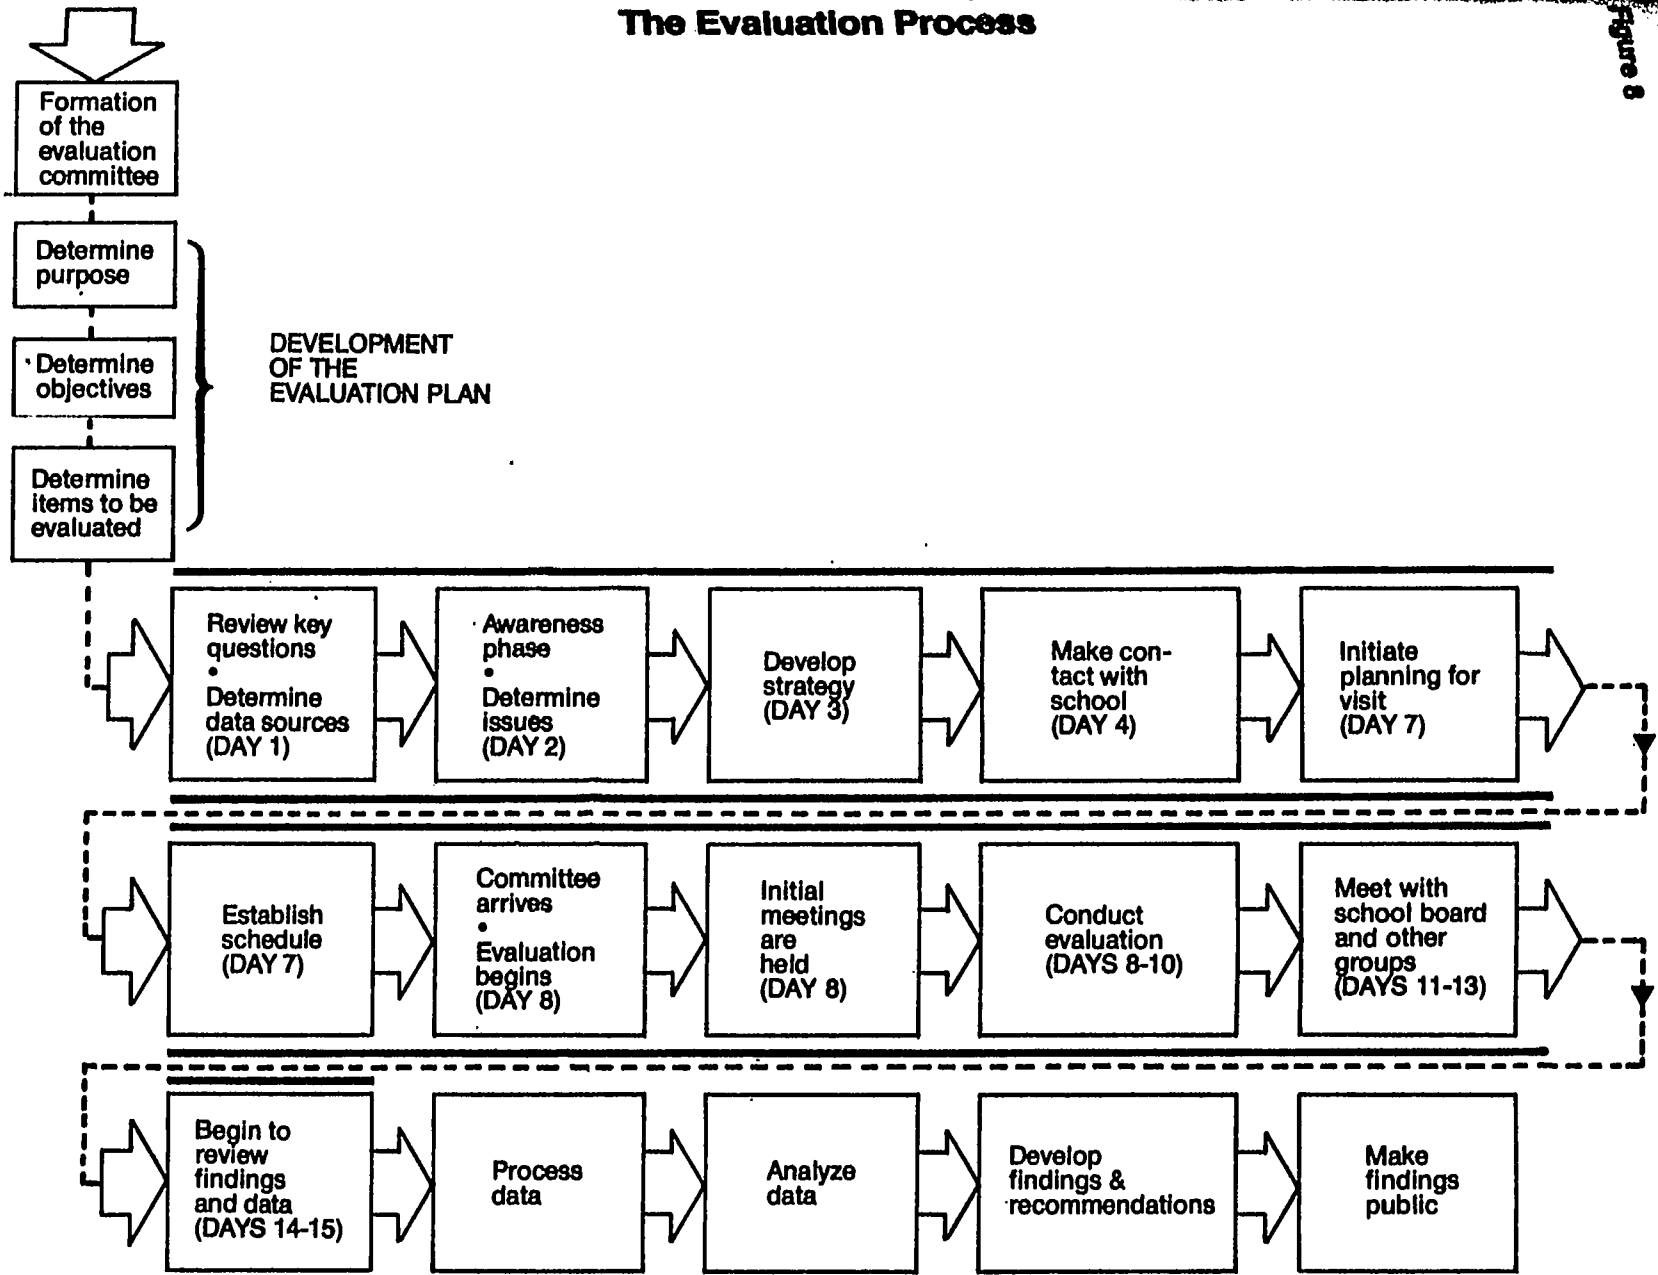 The Evaluation Process
Figure 8
Formation
of the
evaluation
committee
Determine
purpose
Determine
objectives
Determine
items to be
evaluated
DEVELOPMENT
OF THE
EVALUATION PLAN
Review key
questions
•
Determine
data sources
(DAY 1)
Awareness
phase
•
Determine
issues
(DAY 2)
Develop
strategy
(DAY 3)
Make con-
tact with
school
(DAY 4)
Initiate
planning for
visit
(DAY 7)
Establish
schedule
(DAY 7)
Committee
arrives
•
Evaluation
begins
(DAY 8)
Initial
meetings
are
held
(DAY 8)
Conduct
evaluation
(DAYS 8-10)
Meet with
school board
and other
groups
(DAYS 11-13)
Begin to
review
findings
and data
(DAYS 14-15)
Process
data
Analyze
data
Develop
findings &
recommendations
Make
findings
public